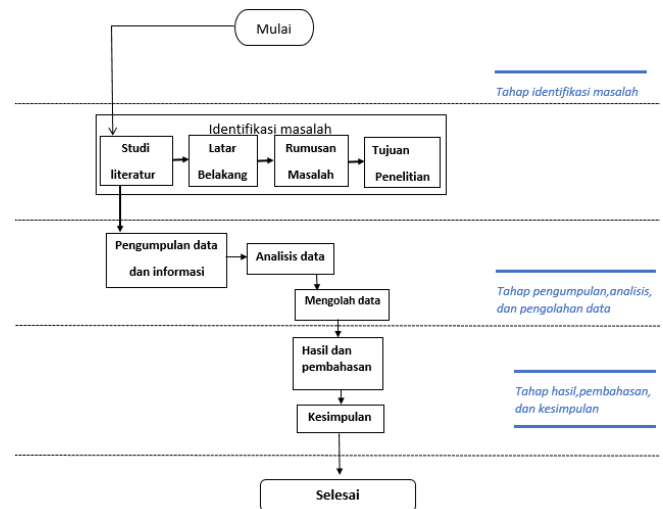 Mulai
Tahap identifikasi masalah
Identifikasi masalah
Studi
literatur
Latar
Belakang
Rumusan
Masalah
Tujuan
Penelitian
Pengumpulan data
dan informasi
Analisis data
Mengolah data
Tahap pengumpulan,analisis,
dan pengolahan data
Hasil dan
pembahasan
Kesimpulan
Tahap hasil,pembahasan,
dan kesimpulan
Selesai